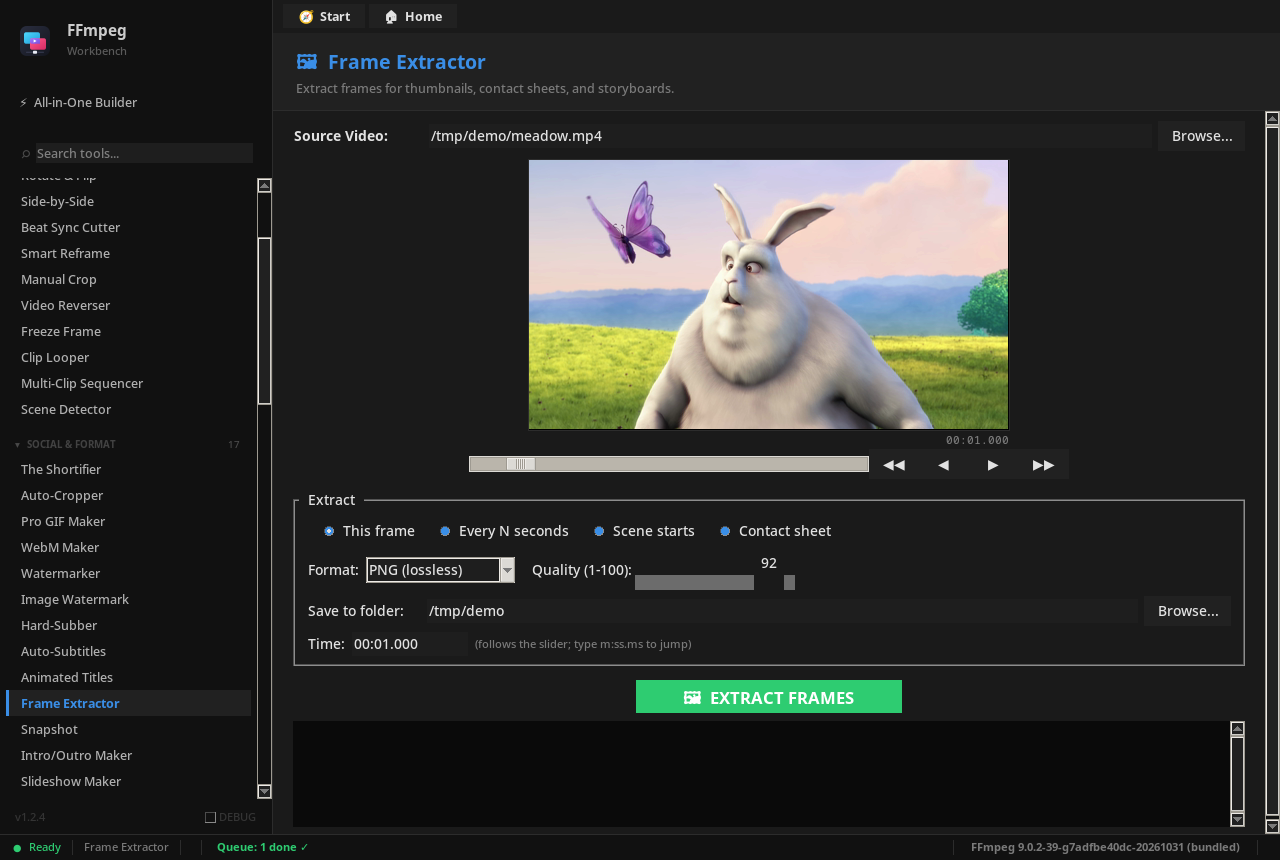 FFmpeg
Workbench
⚡ All-in-One Builder
Search tools...
Rotate & Flip
Side-by-Side
Beat Sync Cutter
Smart Reframe
Manual Crop
Video Reverser
Freeze Frame
Clip Looper
Multi-Clip Sequencer
Scene Detector
▾ SOCIAL & FORMAT 17
The Shortifier
Auto-Cropper
Pro GIF Maker
WebM Maker
Watermarker
Image Watermark
Hard-Subber
Auto-Subtitles
Animated Titles
Frame Extractor
Snapshot
Intro/Outro Maker
Slideshow Maker
v1.2.4 DEBUG
🧭 Start 🏠 Home
Frame Extractor
Extract frames for thumbnails, contact sheets, and storyboards.
Source Video: /tmp/demo/meadow.mp4 Browse...
00:01.000
◀◀ ◀ ▶ ▶▶
Extract
This frame Every N seconds Scene starts Contact sheet
Format: PNG (lossless) Quality (1-100): 92
Save to folder: /tmp/demo Browse...
Time: 00:01.000 (follows the slider; type m:ss.ms to jump)
EXTRACT FRAMES
● Ready Frame Extractor Queue: 1 done ✓ FFmpeg 9.0.2-39-g7adfbe40dc-20261031 (bundled)